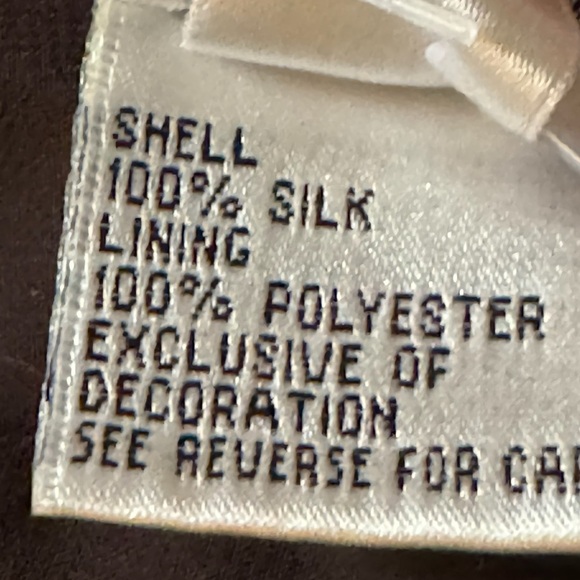 SHELL
100% SILK
LINING
100% POLYESTER
EXCLUSIVE OF
DECORATION
SEE REVERSE FOR